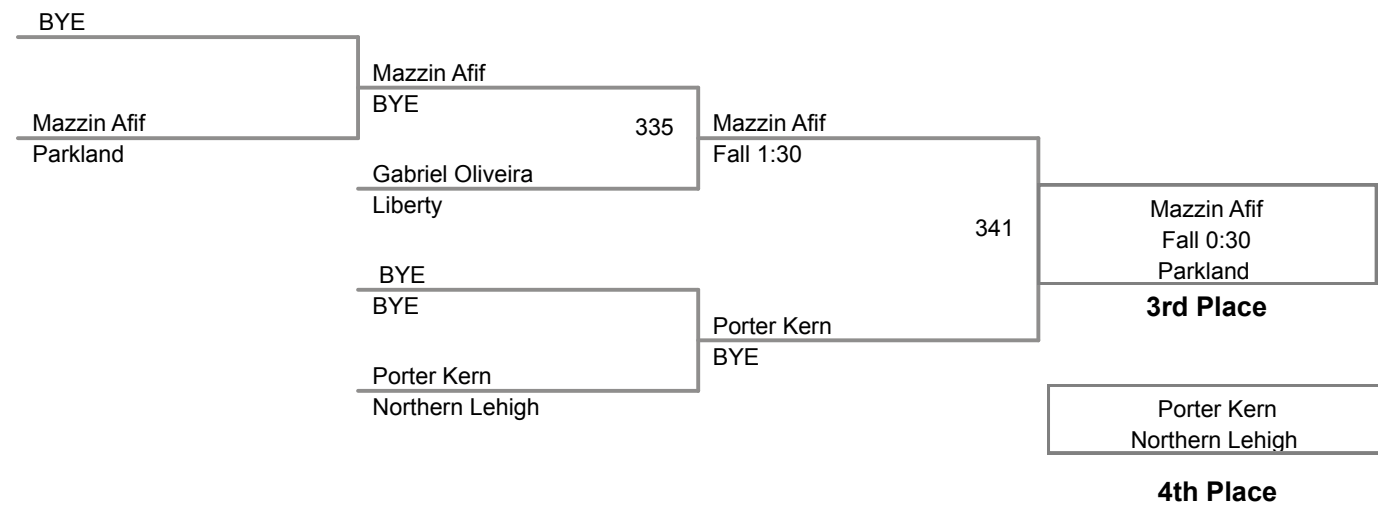 BYE
Mazzin Afif
Parkland
Mazzin Afif
BYE
335
Gabriel Oliveira
Liberty
BYE
BYE
Porter Kern
Northern Lehigh
Mazzin Afif
Fall 1:30
341
Porter Kern
BYE
Mazzin Afif
Fall 0:30
Parkland
3rd Place
Porter Kern
Northern Lehigh
4th Place